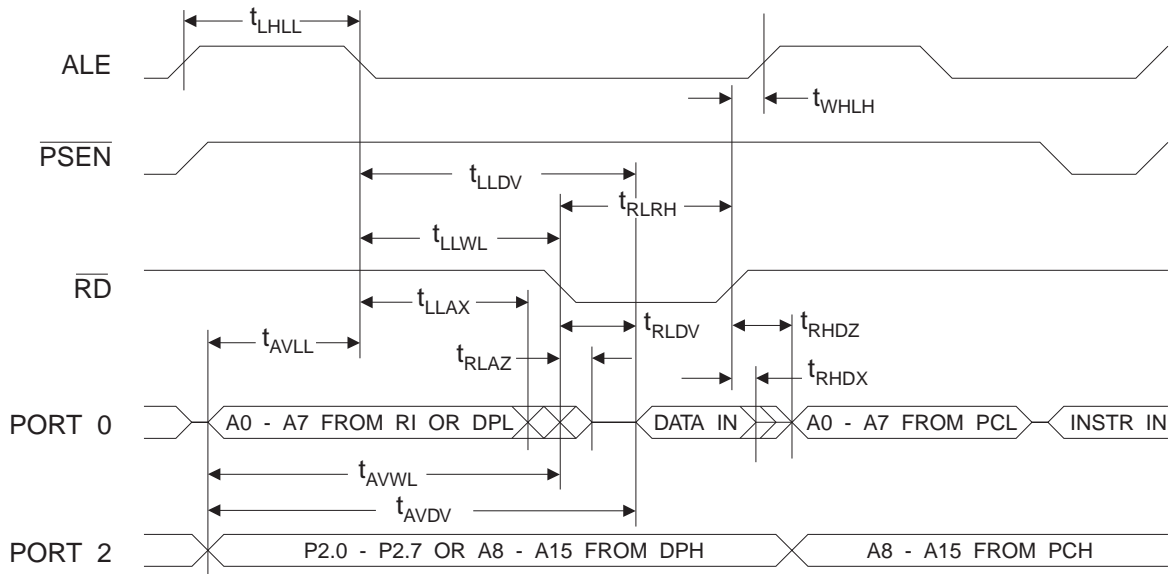 tLHLL
ALE
tWHLH
PSEN
tLLDV
tRLRH
tLLWL
RD
tLLAX
tRLDV
tRHDZ
tAVLL
tRLAZ
tRHDX
PORT 0
A0 - A7 FROM RI OR DPL
DATA IN
A0 - A7 FROM PCL
INSTR IN
tAVWL
tAVDV
PORT 2
P2.0 - P2.7 OR A8 - A15 FROM DPH
A8 - A15 FROM PCH